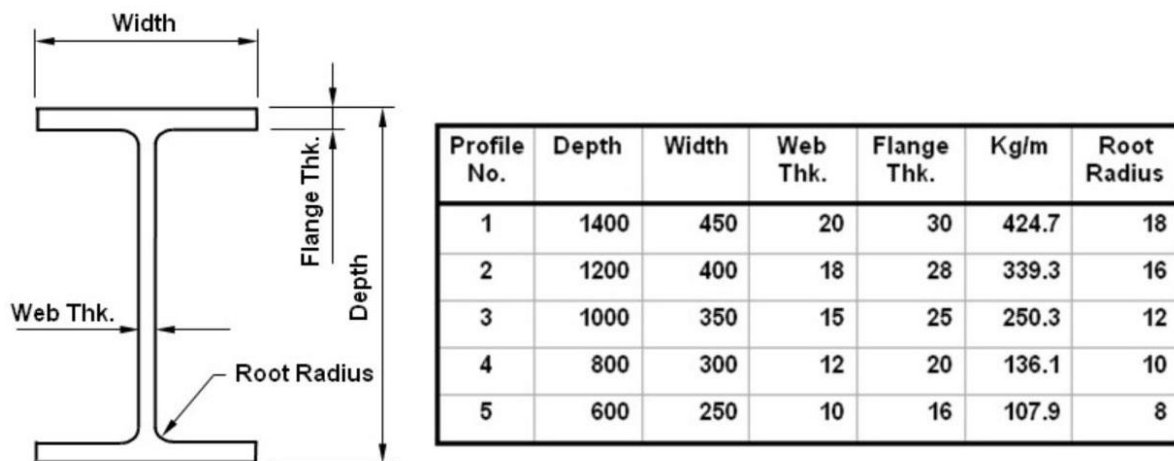 Width
Flange Thk.
Depth
Web Thk.
Root Radius
Profile No. Depth Width Web Thk. Flange Thk. Kg/m Root Radius
1 1400 450 20 30 424.7 18
2 1200 400 18 28 339.3 16
3 1000 350 15 25 250.3 12
4 800 300 12 20 136.1 10
5 600 250 10 16 107.9 8